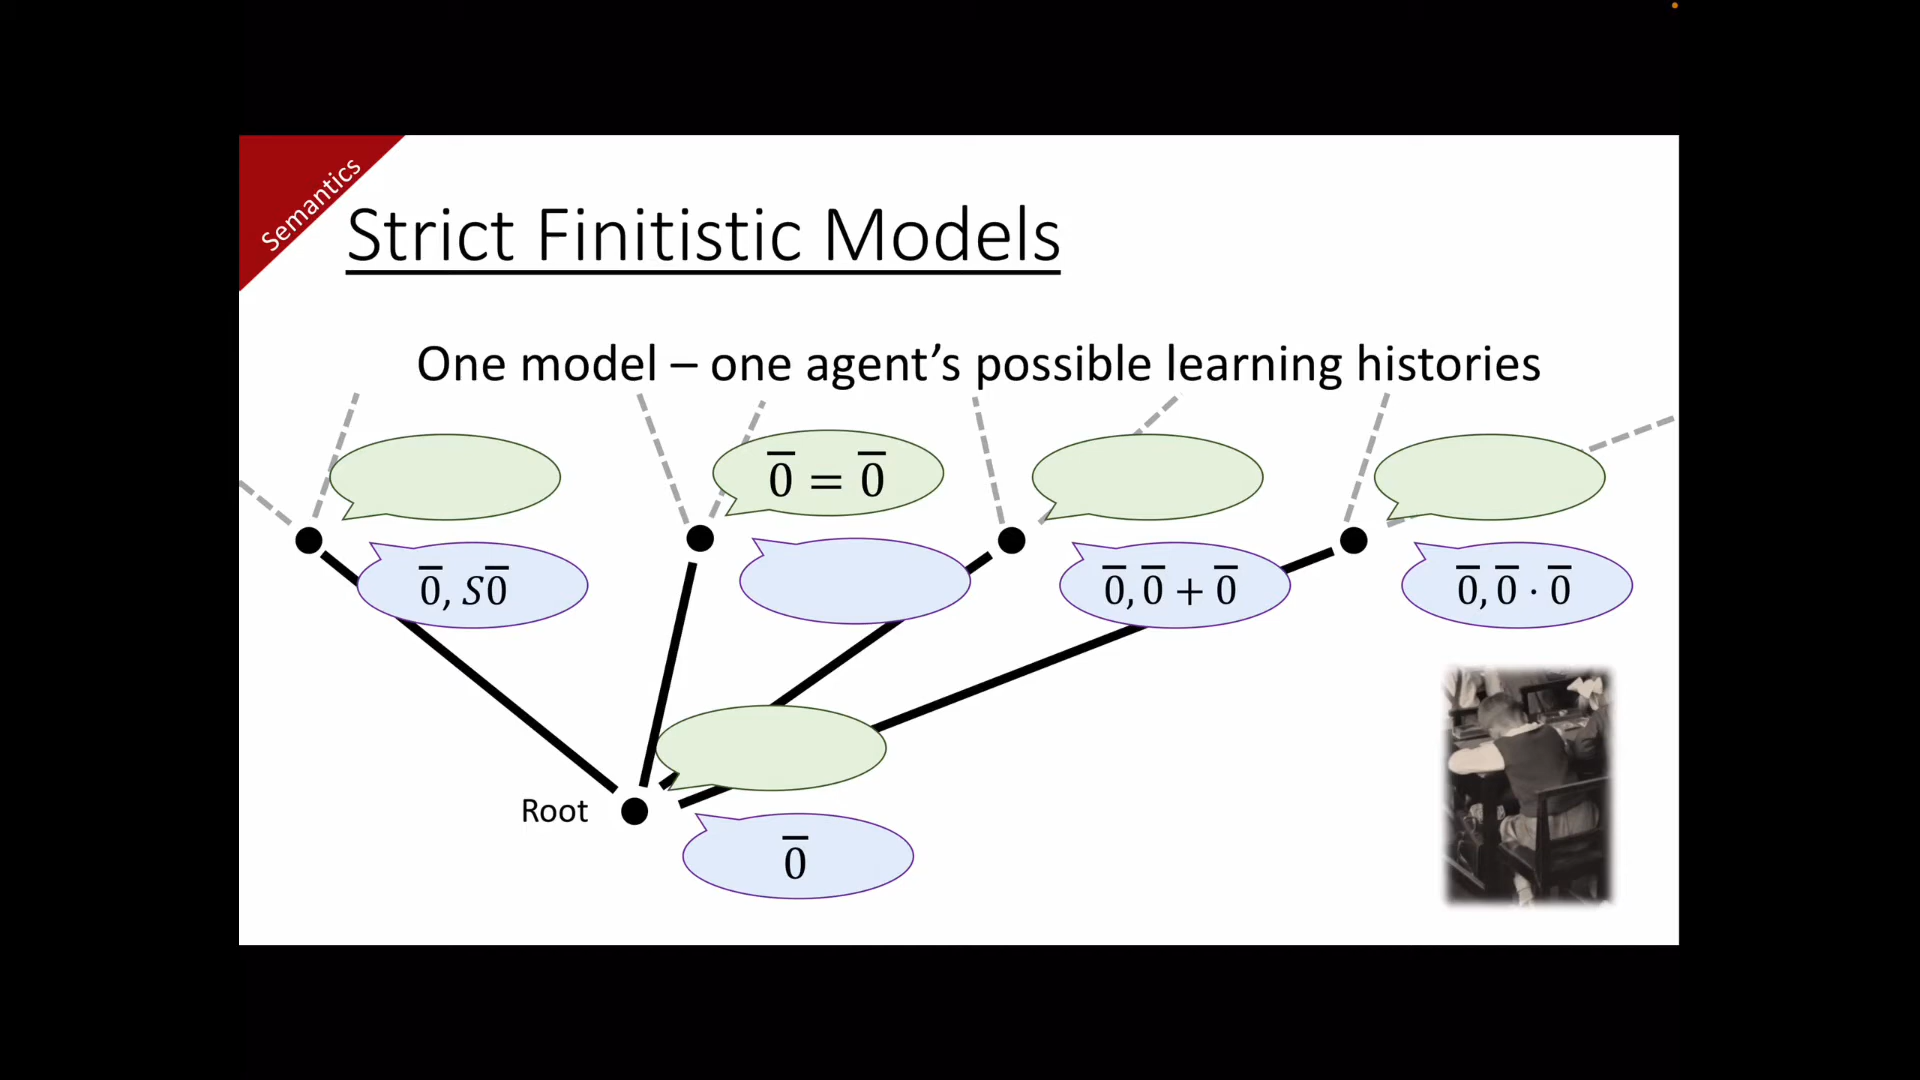 Semantics
Strict Finitistic Models
One model – one agent's possible learning histories
0̅ = 0̅
0̅, S0̅
0̅, 0̅ + 0̅
0̅, 0̅ · 0̅
Root
0̅